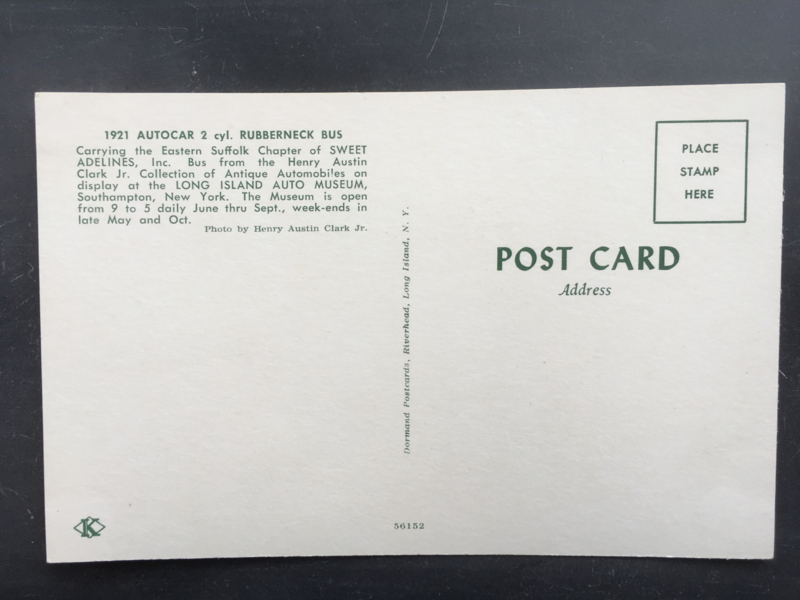 1921 AUTOCAR 2 cyl. RUBBERNECK BUS
Carrying the Eastern Suffolk Chapter of SWEET
ADELINES, Inc. Bus from the Henry Austin
Clark Jr. Collection of Antique Automobiles on
display at the LONG ISLAND AUTO MUSEUM,
Southampton, New York. The Museum is open
from 9 to 5 daily June thru Sept., week-ends in
late May and Oct.
Photo by Henry Austin Clark Jr.
Dormand Postcards, Riverhead, Long Island, N. Y.
PLACE
STAMP
HERE
POST CARD
Address
K
56152